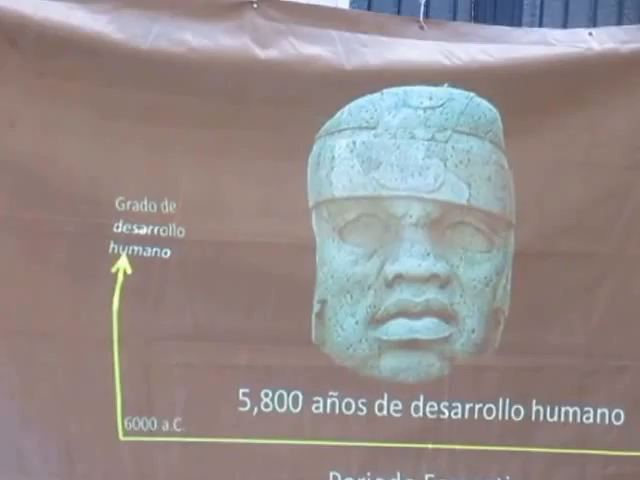 Grado de
desarrollo
humano
5,800 años de desarrollo humano
6000 a.C.